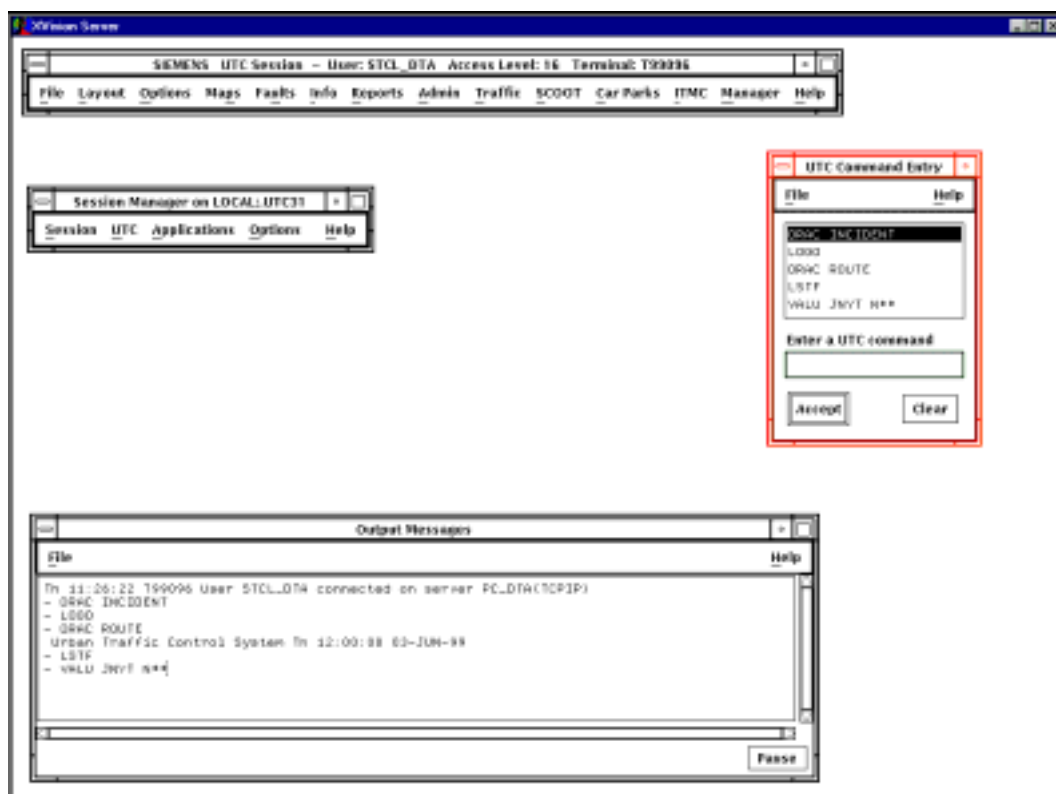 XVision Server
SIEMENS UTC Session - User: STCL_DTA Access Level: 16 Terminal: T99096
File Layout Options Maps Faults Info Reports Admin Traffic SCOOT Car Parks ITMC Manager Help
UTC Command Entry
File Help
ORAC INCIDENT
LOGO
ORAC ROUTE
LSTF
VALU JNYT N**
Enter a UTC command
Accept Clear
Session Manager on LOCAL:.UTC31
Session UTC Applications Options Help
Output Messages
File Help
Th 11:26:22 T99096 User STCL_DTA connected on server PC_DTA(TCPIP)
- ORAC INCIDENT
- LOGO
- ORAC ROUTE
Urban Traffic Control System Th 12:00:00 03-JUN-99
- LSTF
- VALU JNYT N**
Pause